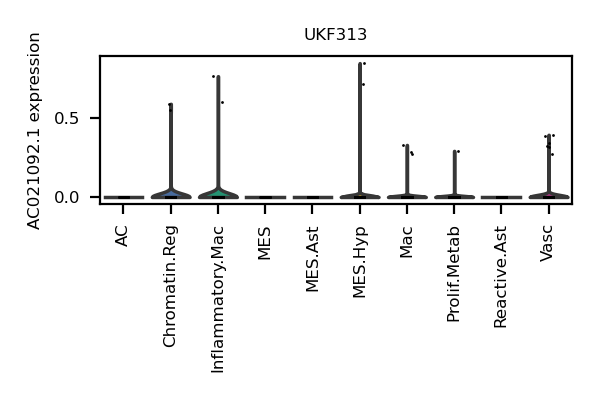 UKF313
AC021092.1 expression
0.5
0.0
AC
Chromatin.Reg
Inflammatory.Mac
MES
MES.Ast
MES.Hyp
Mac
Prolif.Metab
Reactive.Ast
Vasc